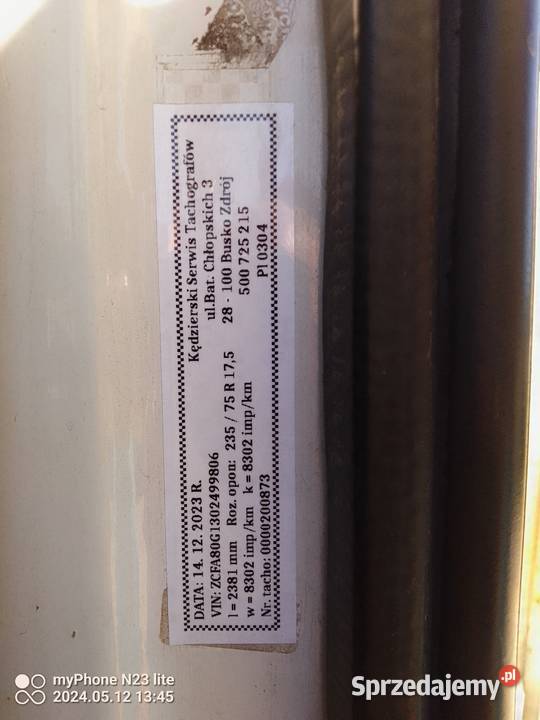 Kędzierski Serwis Tachografów
ul.Bat. Chłopskich 3
28 - 100 Busko Zdrój
500 725 215
Pl 0304
DATA: 14. 12. 2023 R.
VIN: ZCFA80G1302499806
l = 2381 mm Roz. opon: 235 / 75 R 17,5
w = 8302 imp/km k = 8302 imp/km
Nr. tacho: 0000200873
myPhone N23 lite
2024.05.12 13:45
Sprzedajemy.pl